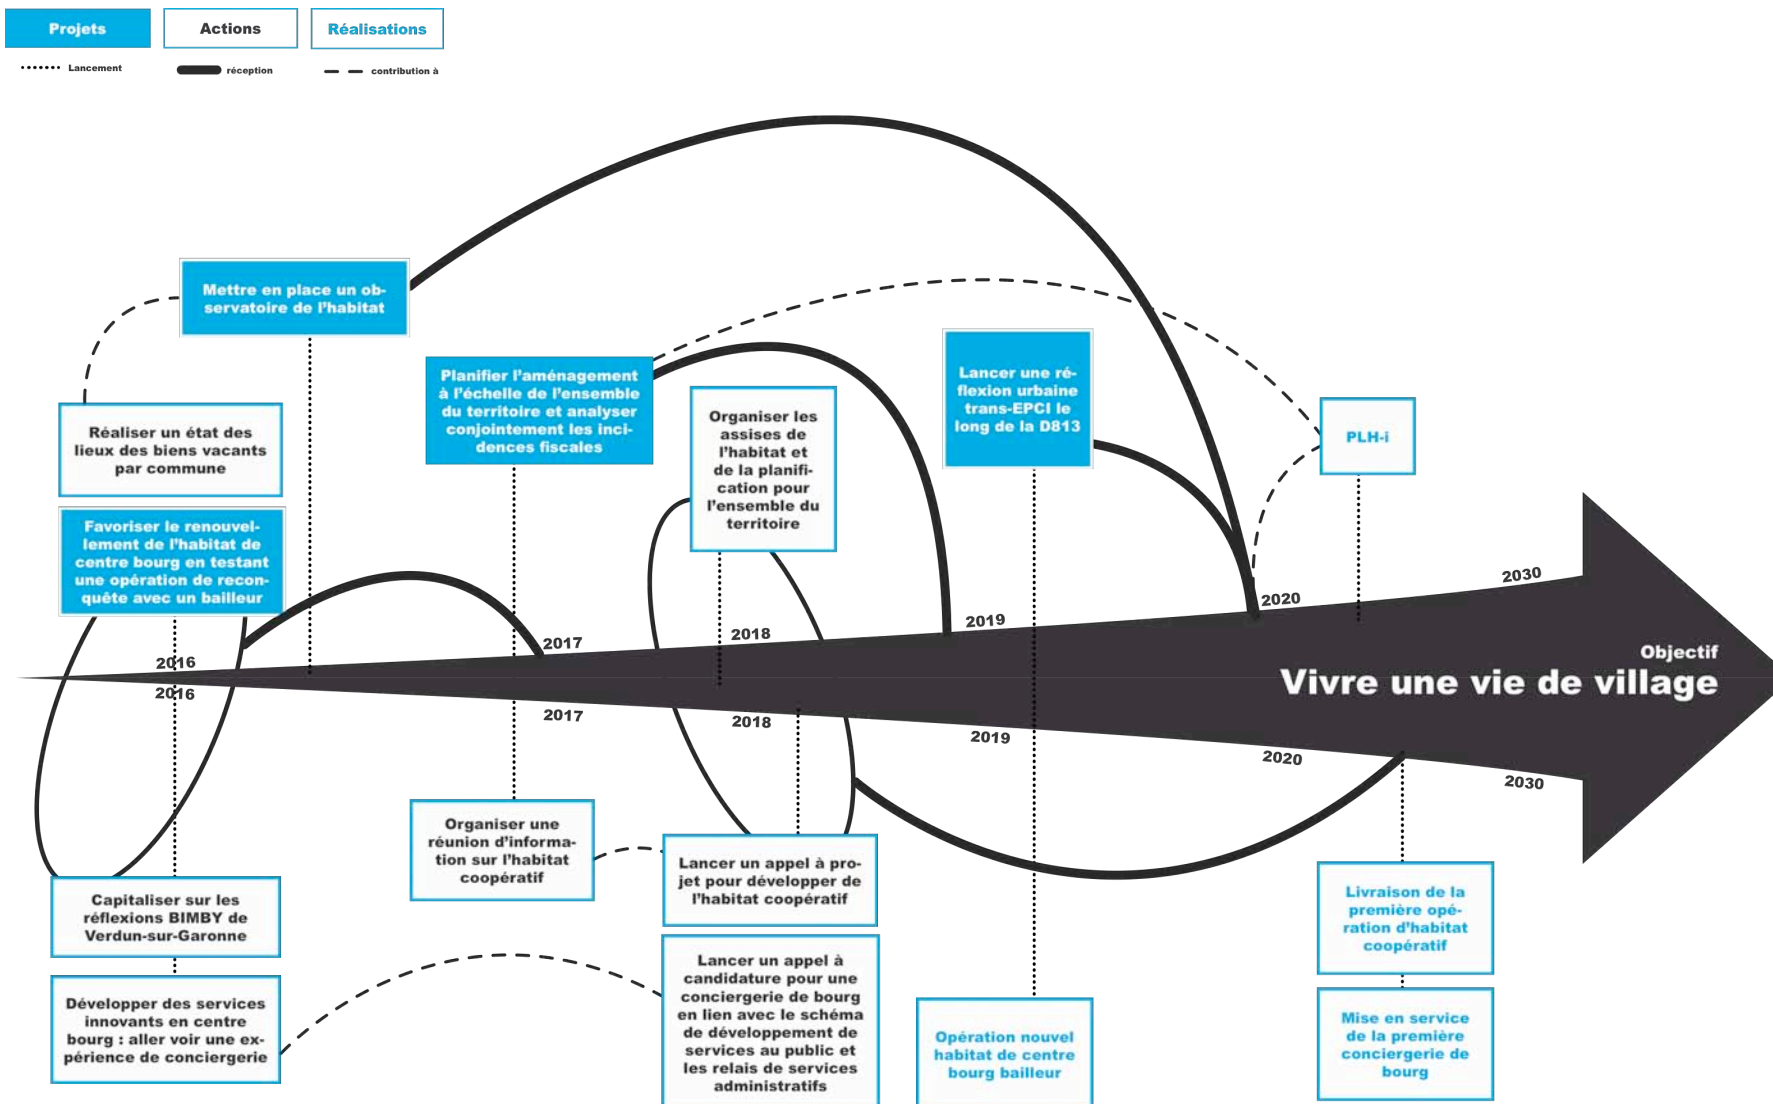 Projets
Actions
Réalisations
Lancement
réception
contribution à
Mettre en place un ob-
servatoire de l'habitat
Réaliser un état des
lieux des biens vacants
par commune
Favoriser le renouvel-
lement de l'habitat de
centre bourg en testant
une opération de recon-
quête avec un bailleur
Planifier l'aménagement
à l'échelle de l'ensemble
du territoire et analyser
conjointement les inci-
dences fiscales
Organiser les
assises de
l'habitat et
de la planifi-
cation pour
l'ensemble du
territoire
Lancer une ré-
flexion urbaine
trans-EPCI le
long de la D813
PLH-i
2016
2017
2018
2019
2020
2030
Objectif
Vivre une vie de village
2016
2017
2018
2019
2020
2030
Capitaliser sur les
réflexions BIMBY de
Verdun-sur-Garonne
Développer des services
innovants en centre
bourg : aller voir une ex-
périence de conciergerie
Organiser une
réunion d'informa-
tion sur l'habitat
coopératif
Lancer un appel à pro-
jet pour développer de
l'habitat coopératif
Lancer un appel à
candidature pour une
conciergerie de bourg
en lien avec le schéma
de développement de
services au public et
les relais de services
administratifs
Opération nouvel
habitat de centre
bourg bailleur
Livraison de la
première opé-
ration d'habitat
coopératif
Mise en service
de la première
conciergerie de
bourg